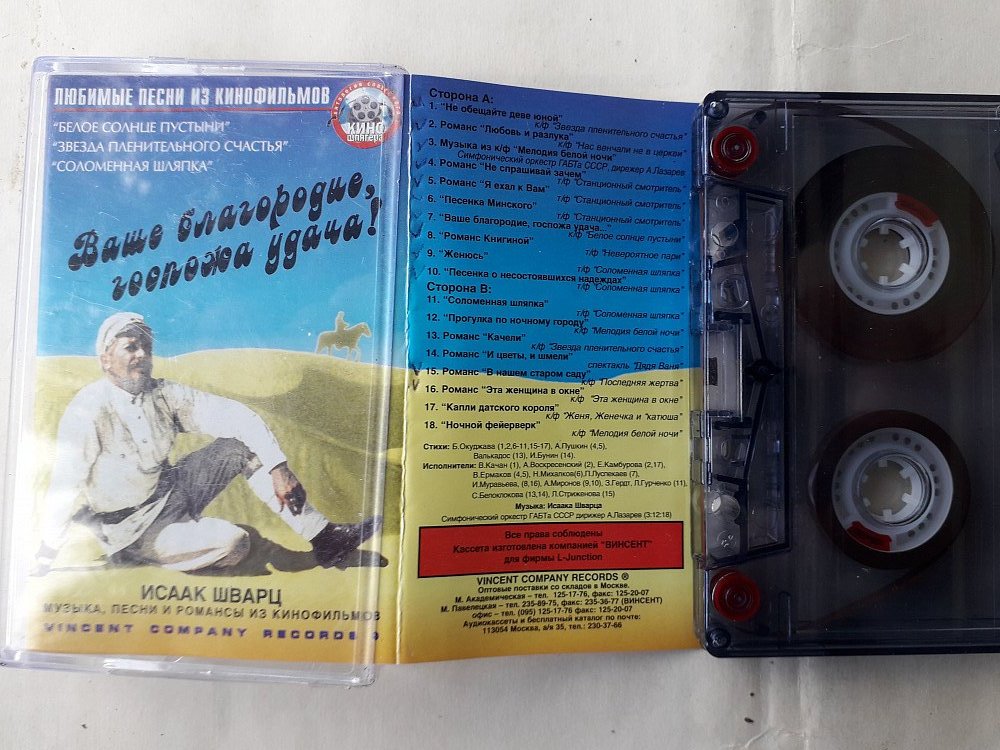 ЛЮБИМЫЕ ПЕСНИ ИЗ КИНОФИЛЬМОВ
КИНО
ШЛЯГЕРЫ
"БЕЛОЕ СОЛНЦЕ ПУСТЫНИ"
"ЗВЕЗДА ПЛЕНИТЕЛЬНОГО СЧАСТЬЯ"
"СОЛОМЕННАЯ ШЛЯПКА"
Ваше благородие,
госпожа удача!
ИСААК ШВАРЦ
МУЗЫКА, ПЕСНИ И РОМАНСЫ ИЗ КИНОФИЛЬМОВ
VINCENT COMPANY RECORDS ®
Сторона А:
1. "Не обещайте деве юной"
к/ф "Звезда пленительного счастья"
2. Романс "Любовь и разлука"
к/ф "Нас венчали не в церкви"
3. Музыка из к/ф "Мелодия белой ночи"
Симфонический оркестр ГАБТа СССР, дирежер А.Лазарев
4. Романс "Не спрашивай зачем"
т/ф "Станционный смотритель"
5. Романс "Я ехал к Вам"
т/ф "Станционный смотритель"
6. "Песенка Минского"
т/ф "Станционный смотритель"
7. "Ваше благородие, госпожа удача..."
к/ф "Белое солнце пустыни"
8. "Романс Книгиной"
т/ф "Невероятное пари"
9. "Женюсь"
т/ф "Соломенная шляпка"
10. "Песенка о несостоявшихся надеждах"
т/ф "Соломенная шляпка"
Сторона В:
11. "Соломенная шляпка"
т/ф "Соломенная шляпка"
12. "Прогулка по ночному городу"
к/ф "Мелодия белой ночи"
13. Романс "Качели"
к/ф "Звезда пленительного счастья"
14. Романс "И цветы, и шмели"
спектакль "Дядя Ваня"
15. Романс "В нашем старом саду"
к/ф "Последняя жертва"
16. Романс "Эта женщина в окне"
к/ф "Эта женщина в окне"
17. "Капли датского короля"
к/ф "Женя, Женечка и "катюша"
18. "Ночной фейерверк"
к/ф "Мелодия белой ночи"
Стихи: Б.Окуджава (1,2,6-11,15-17), А.Пушкин (4,5),
Валькадос (13), И.Бунин (14).
Исполнители: В.Качан (1), А.Воскресенский (2), Е.Камбурова (2,17),
В.Ермаков (4,5), Н.Михалков(6),П.Луспекаев (7),
И.Муравьева, (8,16), А.Миронов (9,10), З.Гердт, Л.Гурченко (11),
С.Белоклокова (13,14), Л.Стриженова (15)
Музыка: Исаака Шварца
Симфонический оркестр ГАБТа СССР дирижер А.Лазарев (3:12:18)
Все права соблюдены
Кассета изготовлена компанией "ВИНСЕНТ"
для фирмы L-Junction
VINCENT COMPANY RECORDS ®
Оптовые поставки со складов в Москве.
М. Академическая – тел. 125-17-76, факс: 125-20-07
М. Павелецкая – тел. 235-89-75, факс: 235-36-77 (ВИНСЕНТ)
офис – тел. (095) 125-17-76 факс: 125-20-07
Аудиокассеты и бесплатный каталог по почте:
113054 Москва, а/я 35, тел.: 230-37-66